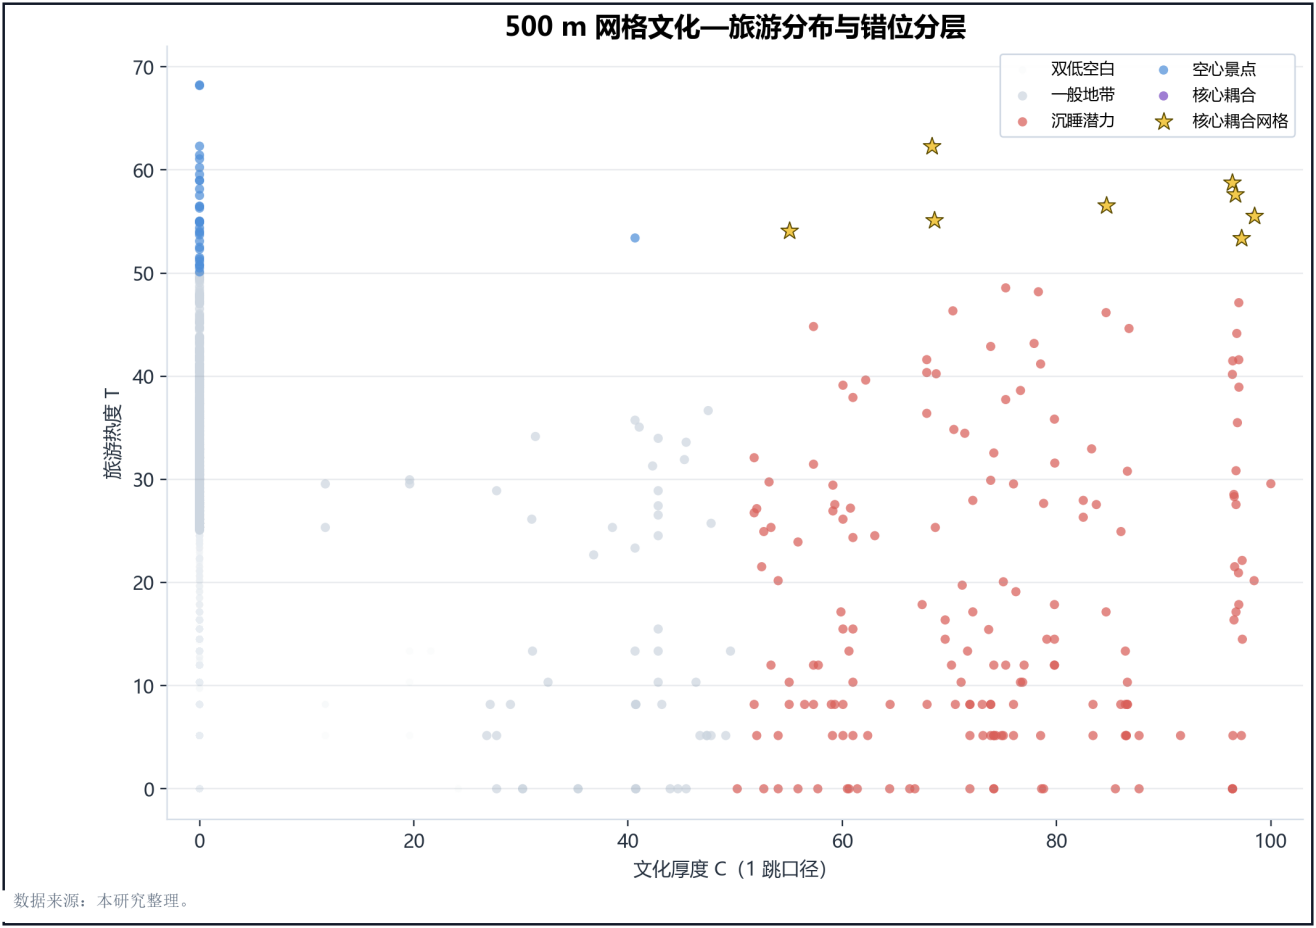 500 m 网格文化—旅游分布与错位分层
双低空白
空心景点
一般地带
核心耦合
沉睡潜力
核心耦合网格
70
60
50
40
30
20
10
0
旅游热度 T
0 20 40 60 80 100
文化厚度 C（1 跳口径）
数据来源：本研究整理。